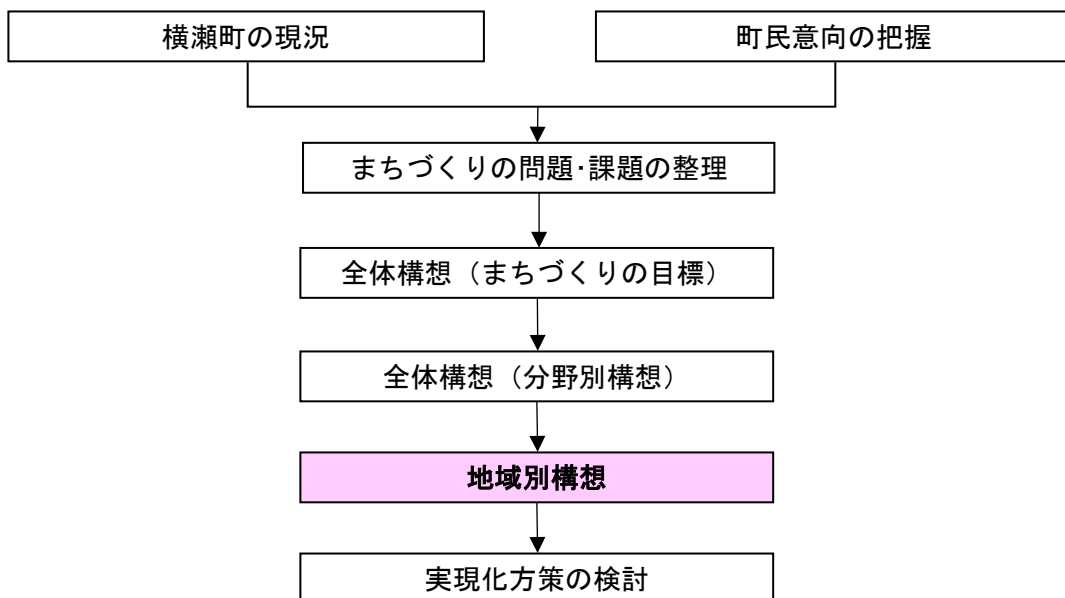 横瀬町の現況
町民意向の把握
まちづくりの問題･課題の整理
全体構想（まちづくりの目標）
全体構想（分野別構想）
地域別構想
実現化方策の検討